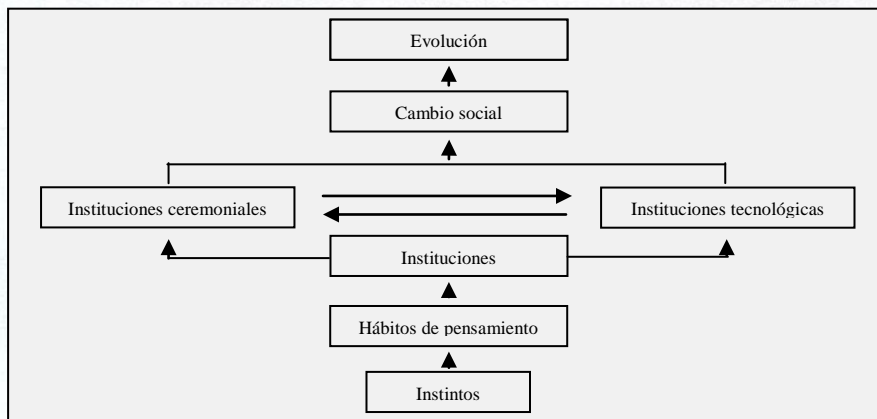 Evolución
Cambio social
Instituciones ceremoniales
Instituciones tecnológicas
Instituciones
Hábitos de pensamiento
Instintos